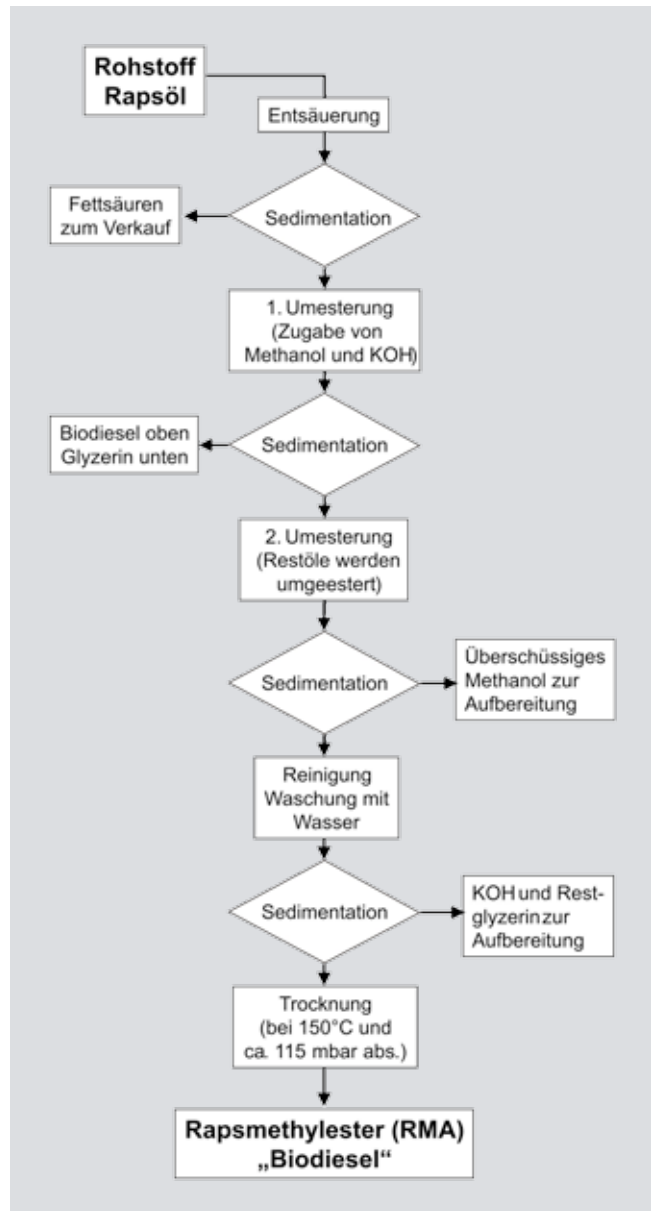 Rohstoff
Rapsöl
Entsäuerung
Sedimentation
Fettsäuren
zum Verkauf
1. Umesterung
(Zugabe von
Methanol und KOH)
Sedimentation
Biodiesel oben
Glyzerin unten
2. Umesterung
(Restöle werden
umgeestert)
Sedimentation
Überschüssiges
Methanol zur
Aufbereitung
Reinigung
Waschung mit
Wasser
Sedimentation
KOH und Rest-
glyzerin zur
Aufbereitung
Trocknung
(bei 150°C und
ca. 115 mbar abs.)
Rapsmethylester (RMA)
„Biodiesel“